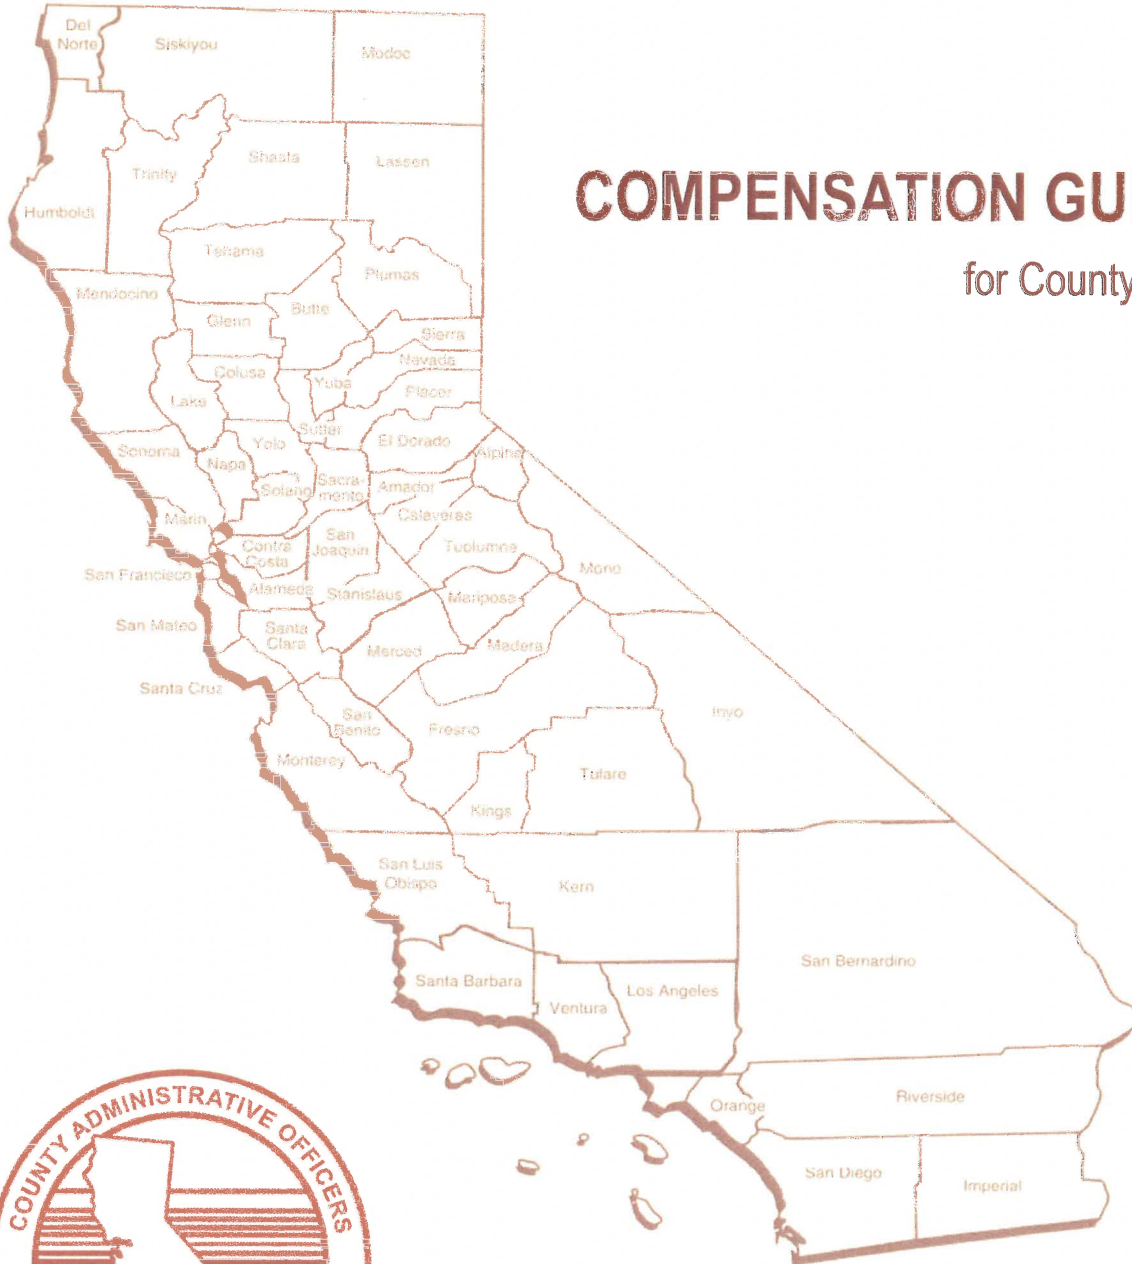 COMPENSATION GU
for County
Del
Norte
Siskiyou
Modoc
Humboldt
Trinity
Shasta
Lassen
Tehama
Plumas
Mendocino
Glenn
Butte
Sierra
Nevada
Colusa
Yuba
Placer
Lake
Sutter
Sonoma
Yolo
El Dorado
Napa
Alpine
Solano
Sacra-
mento
Amador
Marin
Calaveras
Contra
Costa
San
Joaquin
Tuolumne
Mono
San Francisco
Alameda
Stanislaus
Mariposa
San Mateo
Santa
Clara
Merced
Madera
Santa Cruz
San
Benito
Fresno
Inyo
Monterey
Tulare
Kings
San Luis
Obispo
Kern
Santa Barbara
Ventura
Los Angeles
San Bernardino
Orange
Riverside
San Diego
Imperial
COUNTY ADMINISTRATIVE OFFICERS